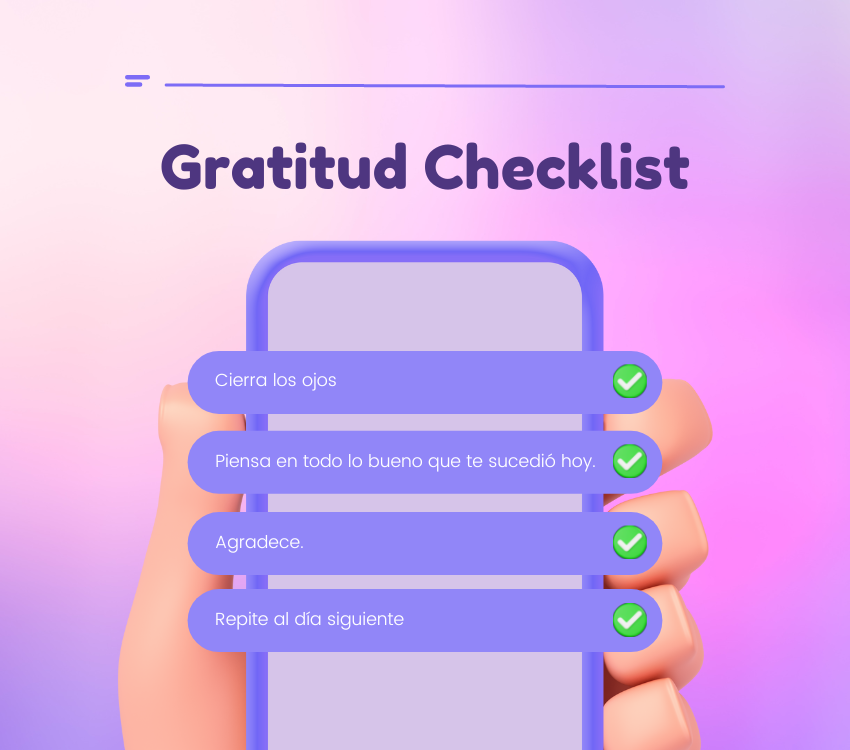 Gratitud Checklist
Cierra los ojos
Piensa en todo lo bueno que te sucedió hoy.
Agradece.
Repite al día siguiente